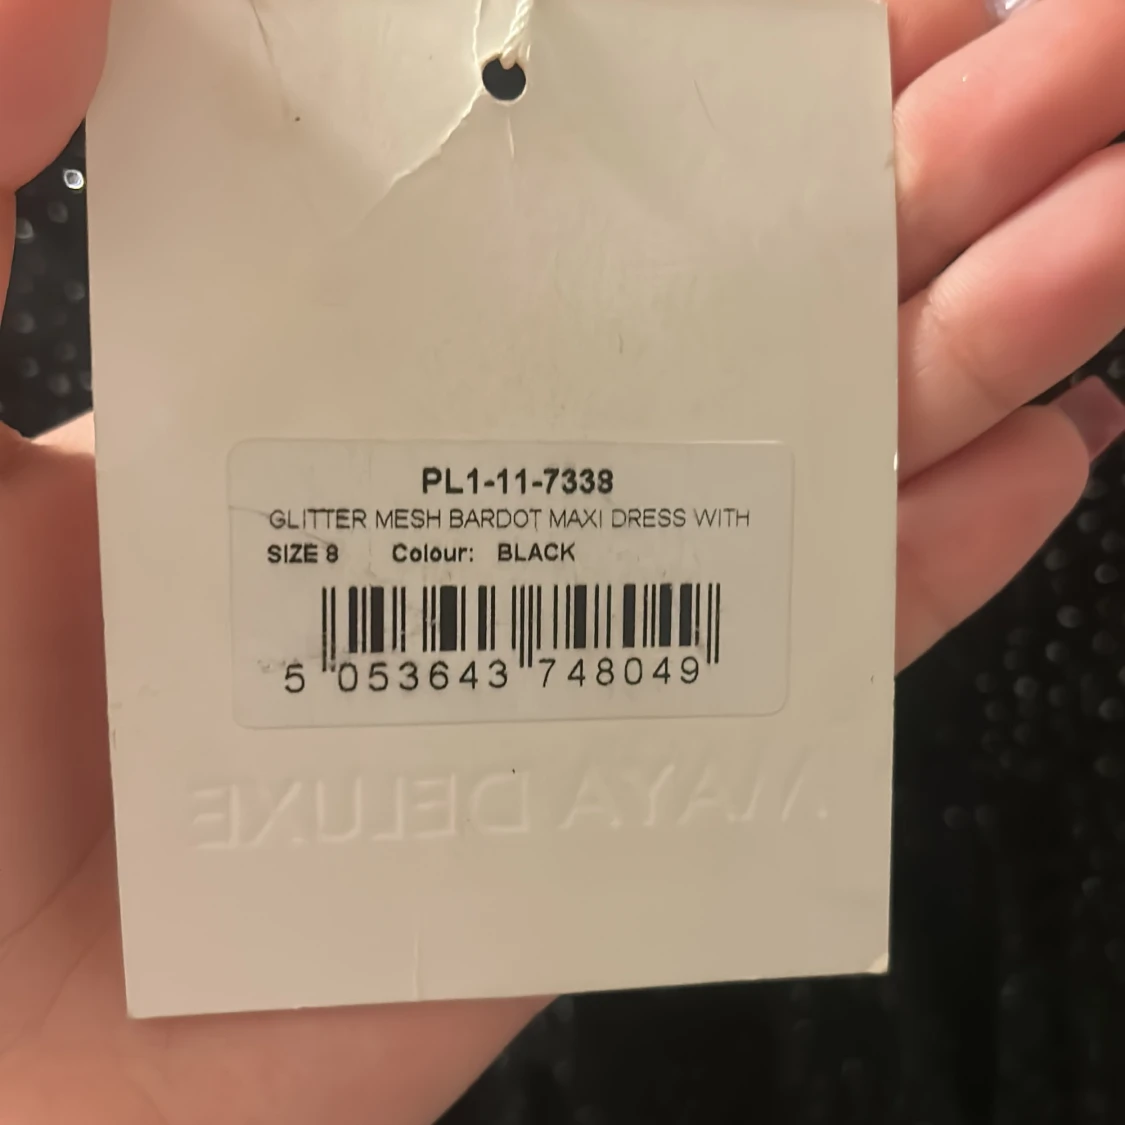 PL1-11-7338
GLITTER MESH BARDOT MAXI DRESS WITH
SIZE 8 Colour: BLACK
5 053643 748049
MAYA DELUXE